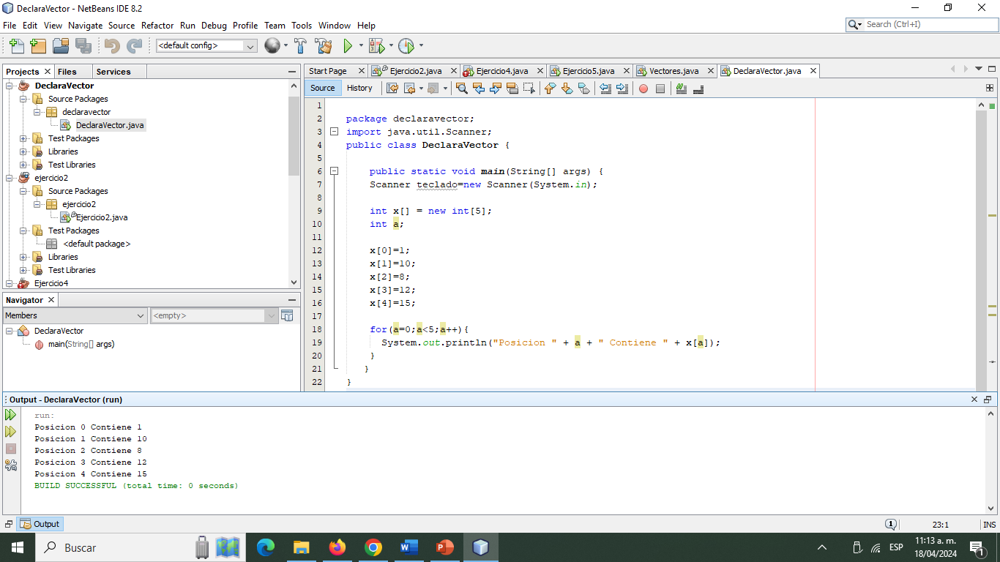 DeclaraVector - NetBeans IDE 8.2
File Edit View Navigate Source Refactor Run Debug Profile Team Tools Window Help
Search (Ctrl+I)
<default config>
Projects Files Services
DeclaraVector
Source Packages
declaravector
DeclaraVector.java
Test Packages
Libraries
Test Libraries
ejercicio2
Source Packages
ejercicio2
Ejercicio2.java
Test Packages
<default package>
Libraries
Test Libraries
Ejercicio4
Navigator
Members <empty>
DeclaraVector
main(String[] args)
Start Page Ejercicio2.java Ejercicio4.java Ejercicio5.java Vectores.java DeclaraVector.java
Source History
1
2 package declaravector;
3 import java.util.Scanner;
4 public class DeclaraVector {
5
6 public static void main(String[] args) {
7 Scanner teclado=new Scanner(System.in);
8
9 int x[] = new int[5];
10 int a;
11
12 x[0]=1;
13 x[1]=10;
14 x[2]=8;
15 x[3]=12;
16 x[4]=15;
17
18 for(a=0;a<5;a++){
19 System.out.println("Posicion " + a + " Contiene " + x[a]);
20 }
21 }
22 }
Output - DeclaraVector (run)
run:
Posicion 0 Contiene 1
Posicion 1 Contiene 10
Posicion 2 Contiene 8
Posicion 3 Contiene 12
Posicion 4 Contiene 15
BUILD SUCCESSFUL (total time: 0 seconds)
Output
1 23:1 INS
Buscar
ESP
11:13 a. m.
18/04/2024
1